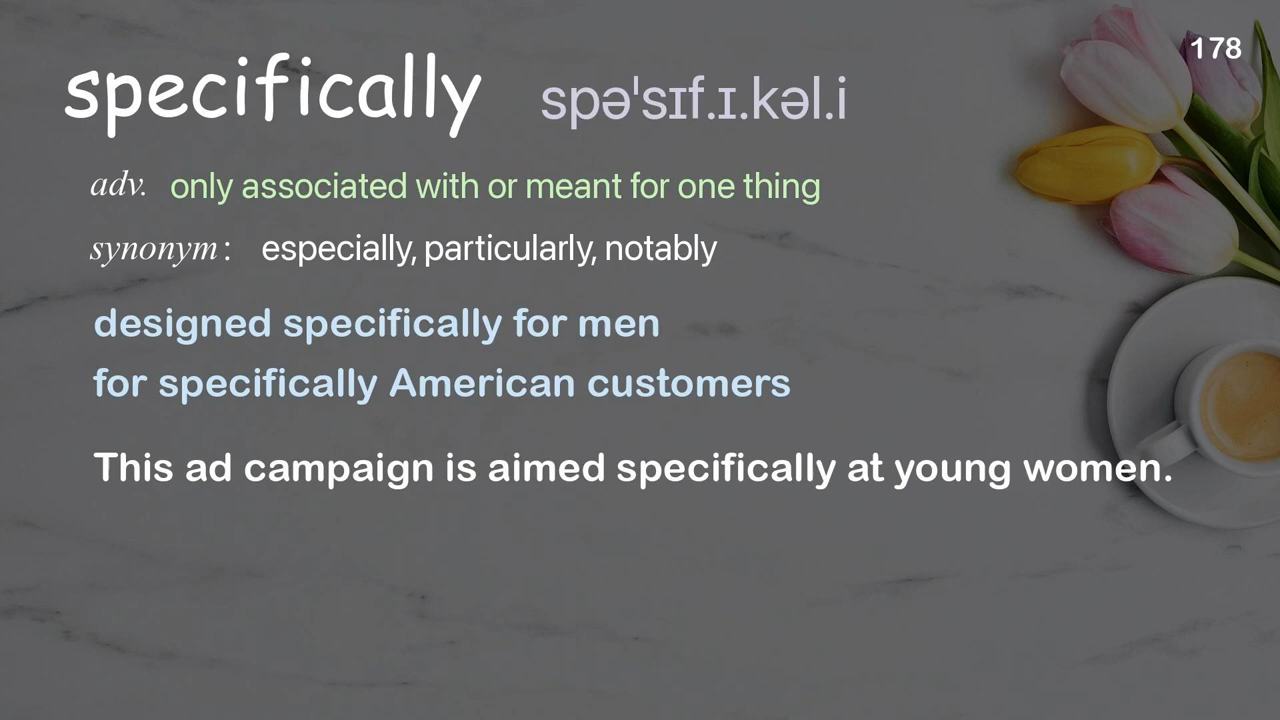 178
specifically spəˈsɪf.ɪ.kəl.i
adv. only associated with or meant for one thing
synonym: especially, particularly, notably
designed specifically for men
for specifically American customers
This ad campaign is aimed specifically at young women.